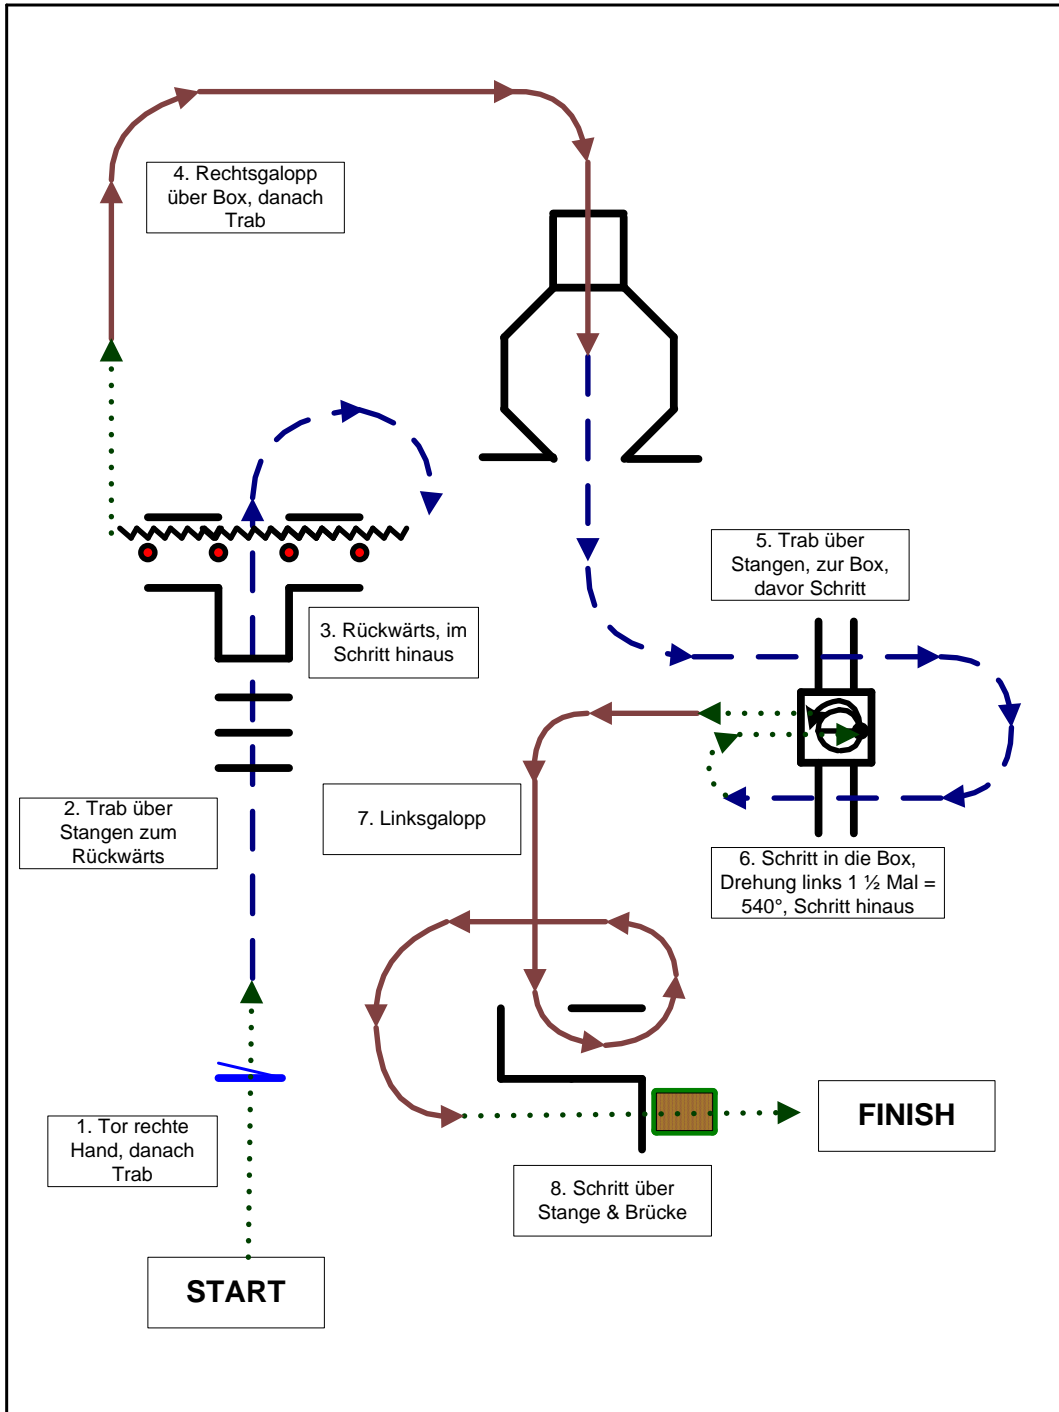 4. Rechtsgalopp
über Box, danach
Trab
5. Trab über
Stangen, zur Box,
davor Schritt
3. Rückwärts, im
Schritt hinaus
2. Trab über
Stangen zum
Rückwärts
7. Linksgalopp
6. Schritt in die Box,
Drehung links 1 ½ Mal =
540°, Schritt hinaus
1. Tor rechte
Hand, danach
Trab
FINISH
8. Schritt über
Stange & Brücke
START